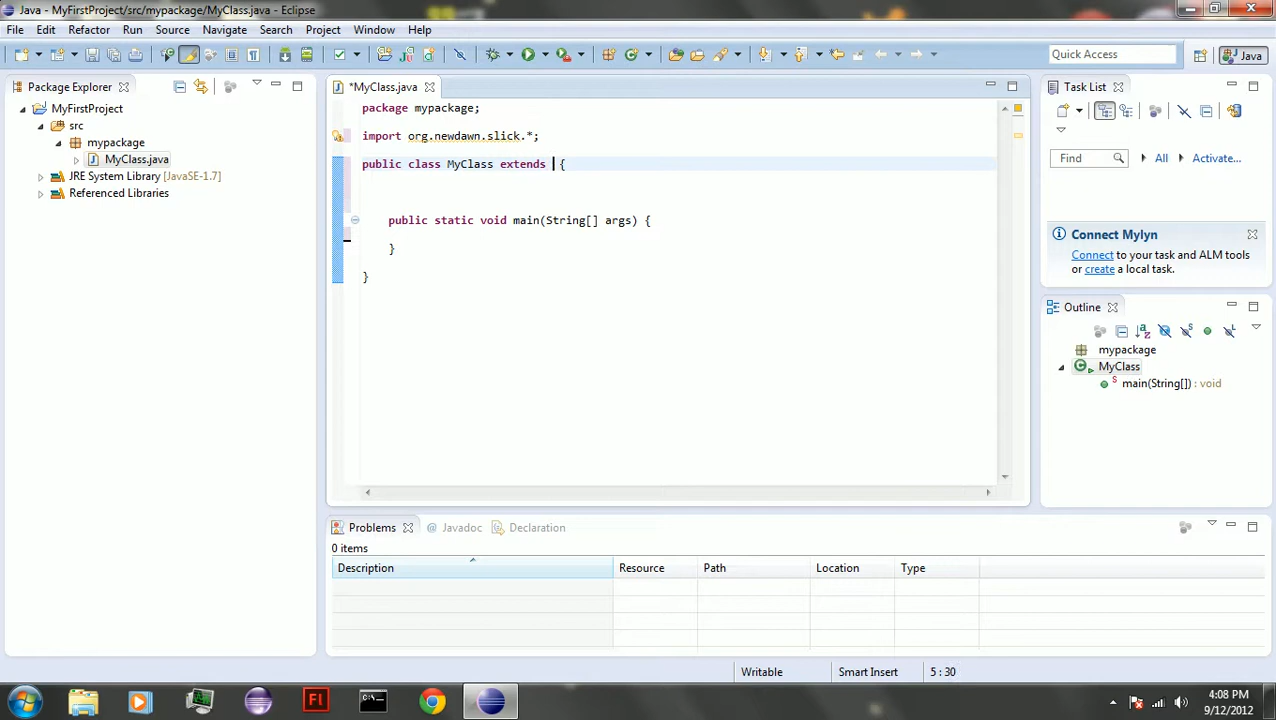 Java - MyFirstProject/src/mypackage/MyClass.java - Eclipse
File Edit Refactor Run Source Navigate Search Project Window Help
Quick Access
Java
Package Explorer
MyFirstProject
src
mypackage
MyClass.java
JRE System Library [JavaSE-1.7]
Referenced Libraries
*MyClass.java
package mypackage;
import org.newdawn.slick.*;
public class MyClass extends {
public static void main(String[] args) {
}
}
Task List
Find All Activate...
Connect Mylyn
Connect to your task and ALM tools
or create a local task.
Outline
mypackage
MyClass
main(String[]) : void
Problems @ Javadoc Declaration
0 items
Description Resource Path Location Type
Writable Smart Insert 5 : 30
Fl
4:08 PM
9/12/2012